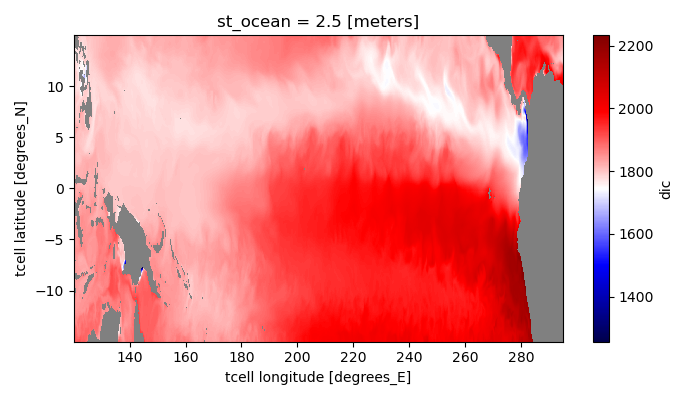 st_ocean = 2.5 [meters]
tcell latitude [degrees_N]
10
5
0
−5
−10
140 160 180 200 220 240 260 280
tcell longitude [degrees_E]
2200
2000
1800
1600
1400
dic